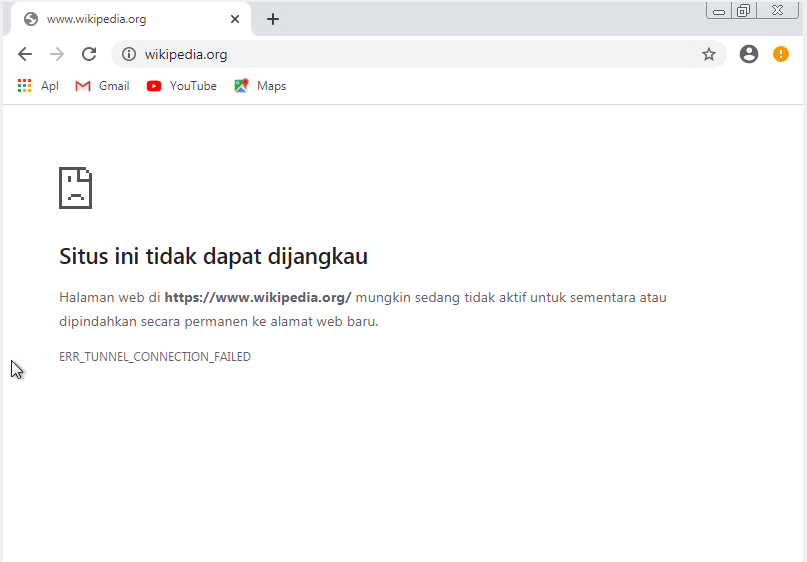 www.wikipedia.org
wikipedia.org
Apl Gmail YouTube Maps
Situs ini tidak dapat dijangkau
Halaman web di https://www.wikipedia.org/ mungkin sedang tidak aktif untuk sementara atau
dipindahkan secara permanen ke alamat web baru.
ERR_TUNNEL_CONNECTION_FAILED